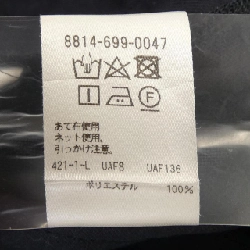 8814-699-0047
あて布使用。
ネット使用。
引っかけ注意。
421-1-L UAF8 UAF136
ポリエステル 100%